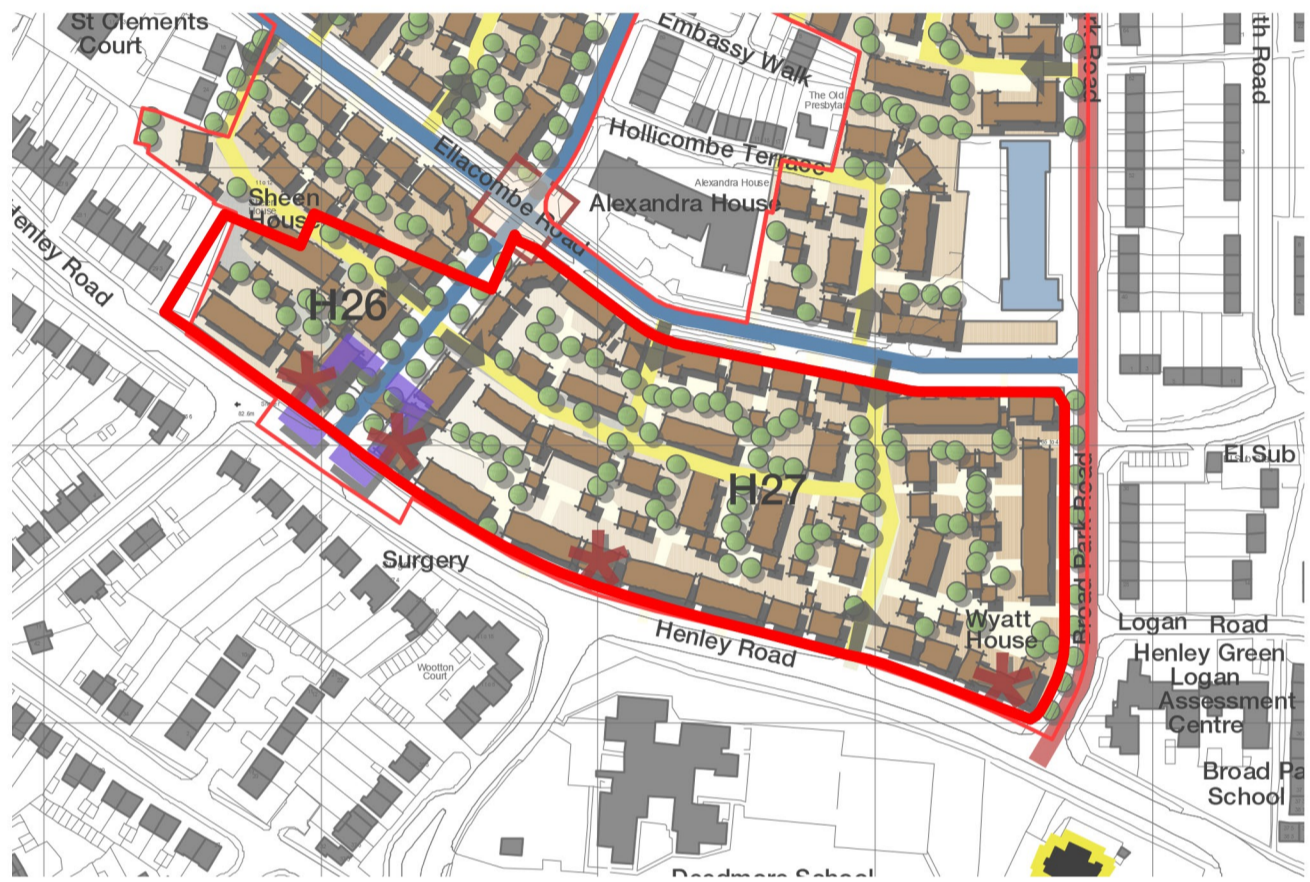 St Clements
Court
Embassy Walk
The Old
Hollicombe Terrace
Ellacombe Road
Alexandra House
Alexandra House
Sheen
House
House
Henley Road
H26
H27
Surgery
Wootton
Court
Henley Road
Wyatt
House
Broad Park Road
rk Road
th Road
El Sub
Logan Road
Henley Green
Logan
Assessment
Centre
Broad Pa
School